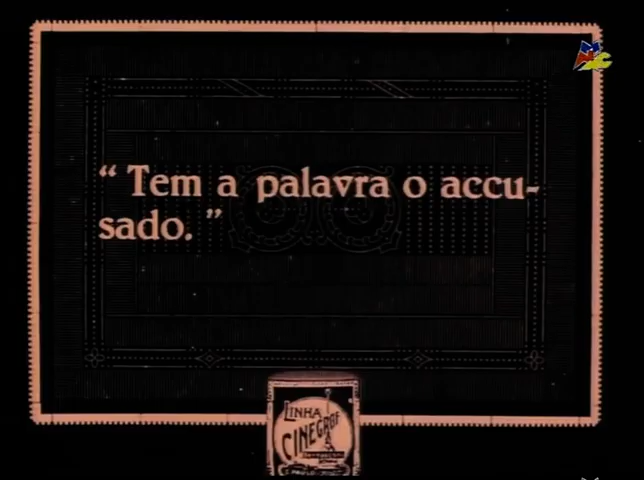 “ Tem a palavra o accu-
sado. ”
LINHA
CINEGRAF